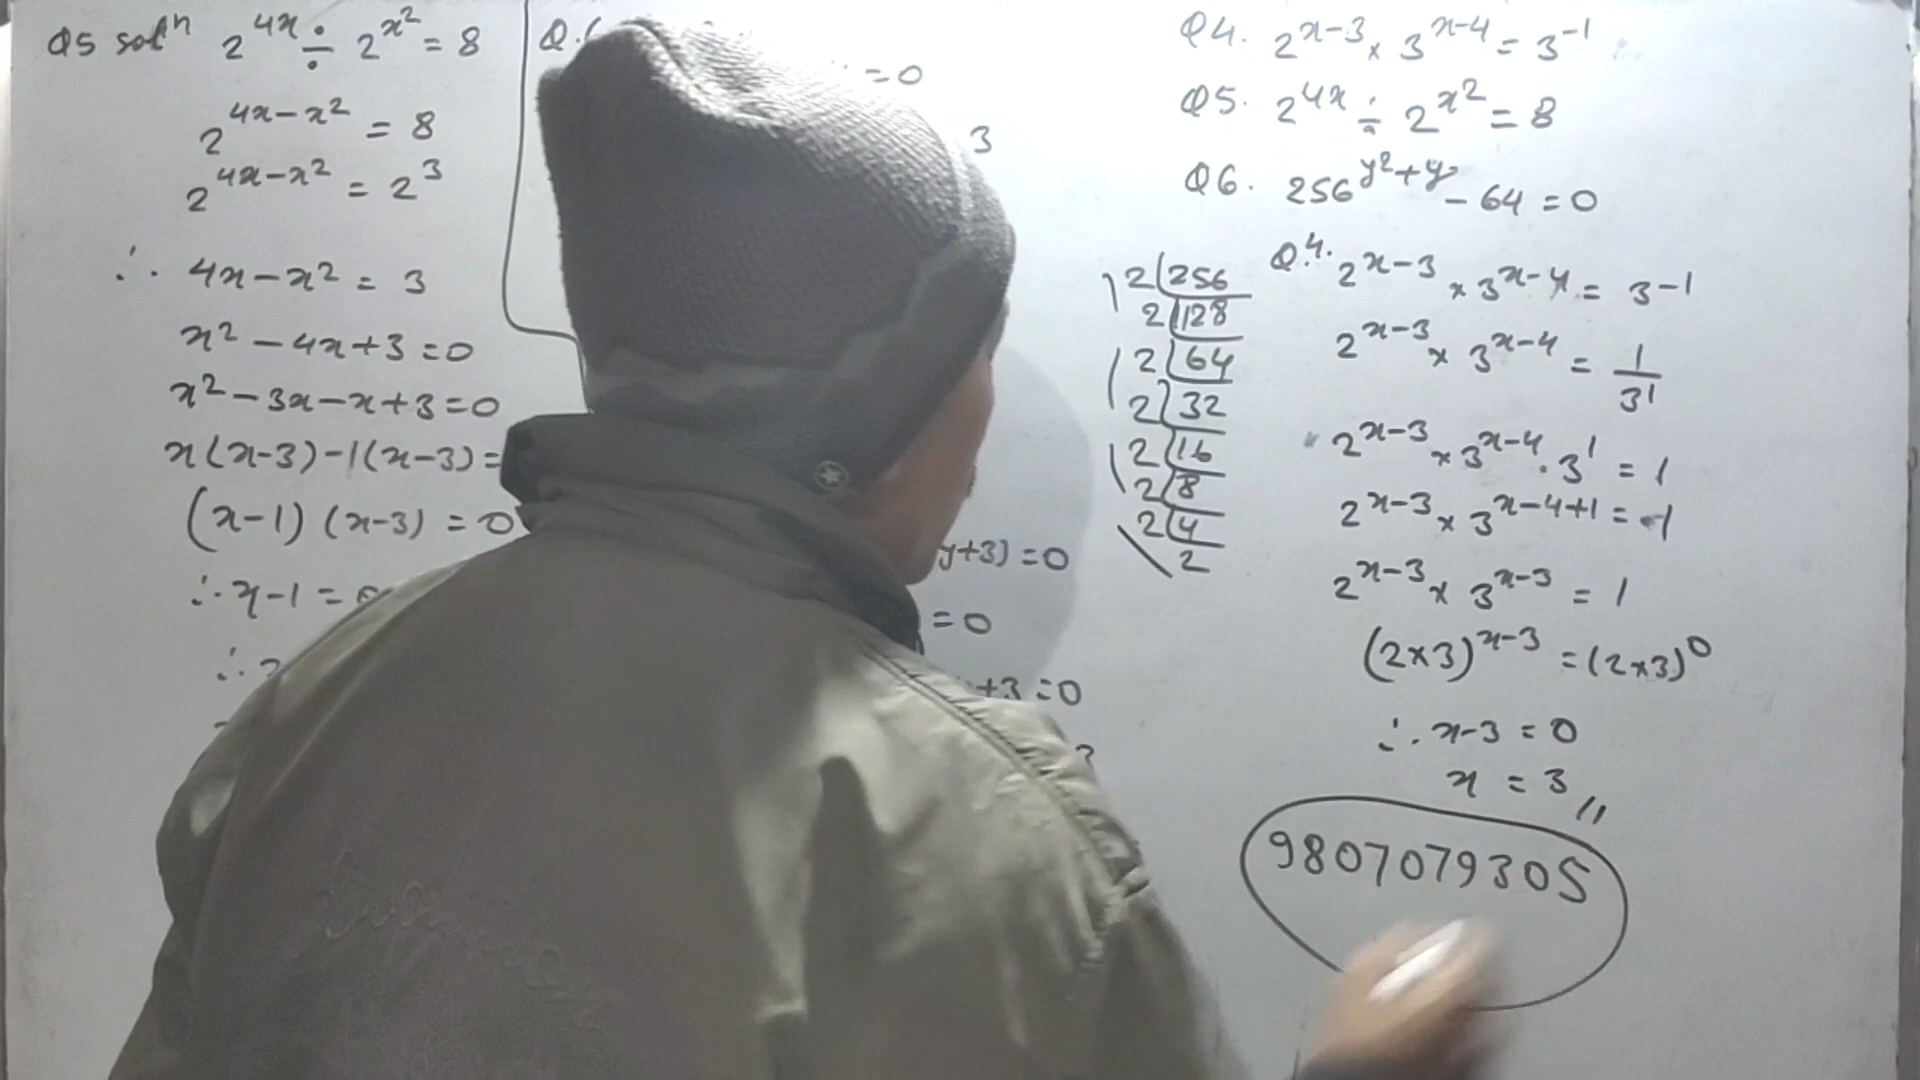 Q5 solⁿ 2^{4x} ÷ 2^{x²} = 8
2^{4x-x²} = 8
2^{4x-x²} = 2³
∴ 4x-x² = 3
x² - 4x+3 = 0
x² - 3x-x+3 = 0
x(x-3)-1(x-3) =
(x-1) (x-3) = 0
∴ x-1 =
∴
Q.
= 0
3
y+3) = 0
= 0
+3 = 0
2|256
2|128
2|64
2|32
2|16
2|8
2|4
2
Q4. 2^{x-3} × 3^{x-4} = 3^{-1}
Q5. 2^{4x} ÷ 2^{x²} = 8
Q6. 256^{y²+y} - 64 = 0
Q.4. 2^{x-3} × 3^{x-4} = 3^{-1}
2^{x-3} × 3^{x-4} = 1/3¹
2^{x-3} × 3^{x-4} . 3¹ = 1
2^{x-3} × 3^{x-4+1} = 1
2^{x-3} × 3^{x-3} = 1
(2×3)^{x-3} = (2×3)⁰
∴ x-3 = 0
x = 3 //
9807079305